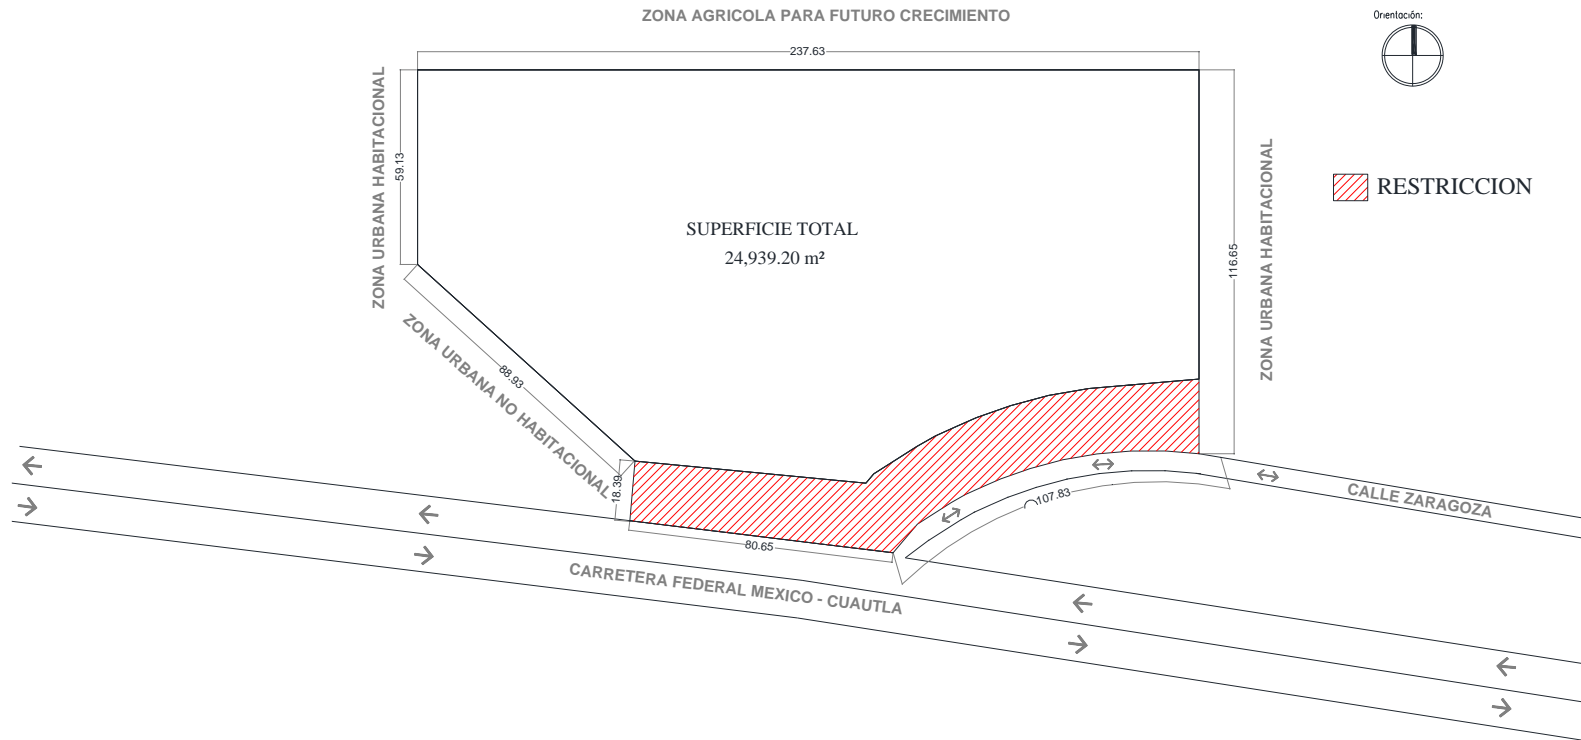 ZONA AGRICOLA PARA FUTURO CRECIMIENTO
Orientación:
237.63
ZONA URBANA HABITACIONAL
59.13
RESTRICCION
SUPERFICIE TOTAL
24,939.20 m²
116.65
ZONA URBANA HABITACIONAL
88.93
ZONA URBANA NO HABITACIONAL
18.39
107.83
CALLE ZARAGOZA
80.65
CARRETERA FEDERAL MEXICO - CUAUTLA